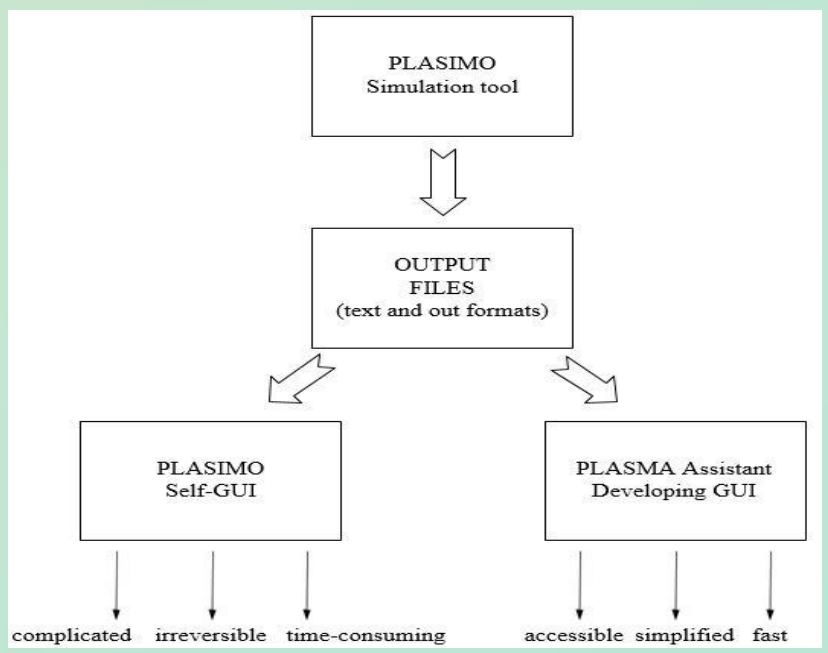 PLASIMO
Simulation tool
OUTPUT
FILES
(text and out formats)
PLASIMO
Self-GUI
PLASMA Assistant
Developing GUI
complicated irreversible time-consuming
accessible simplified fast